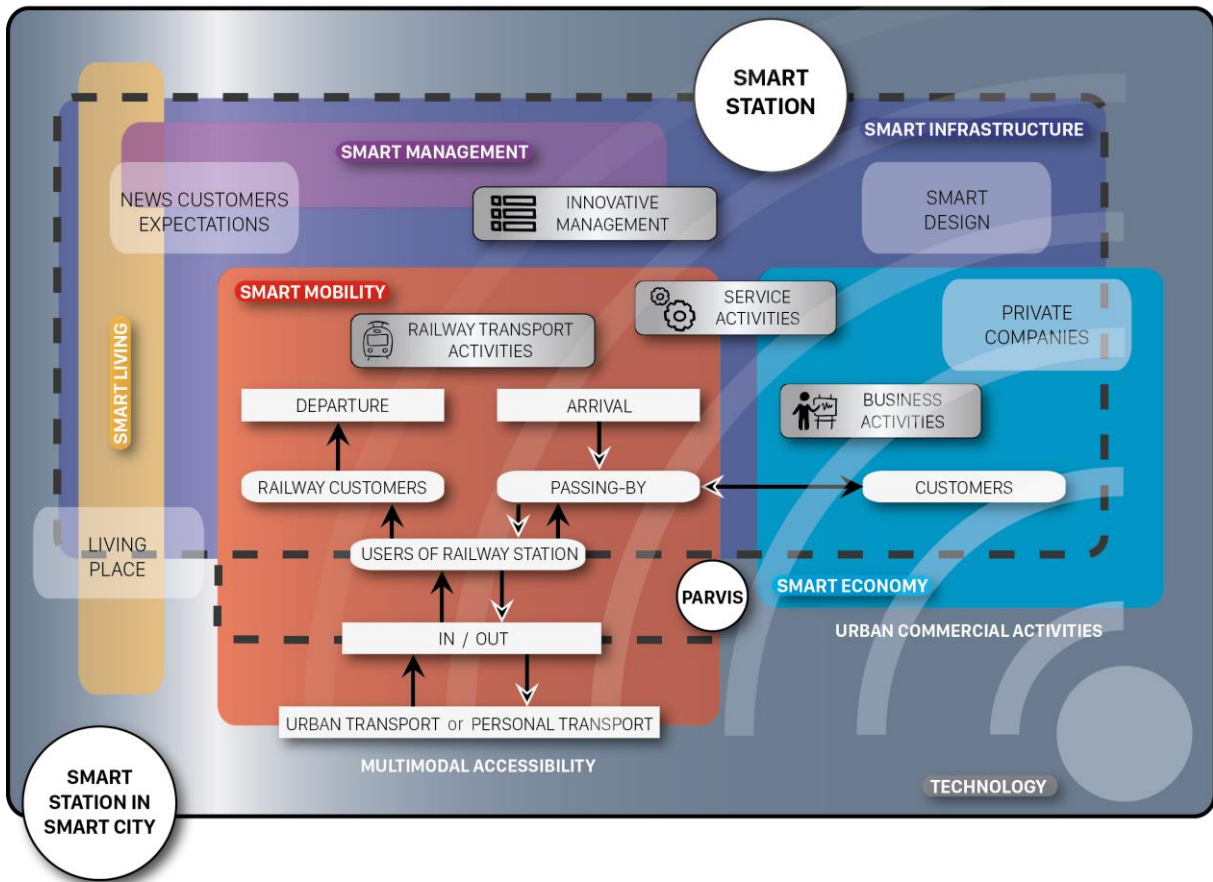 SMART
STATION
SMART INFRASTRUCTURE
SMART MANAGEMENT
NEWS CUSTOMERS
EXPECTATIONS
INNOVATIVE
MANAGEMENT
SMART
DESIGN
SMART MOBILITY
SERVICE
ACTIVITIES
PRIVATE
COMPANIES
RAILWAY TRANSPORT
ACTIVITIES
SMART LIVING
DEPARTURE
ARRIVAL
BUSINESS
ACTIVITIES
RAILWAY CUSTOMERS
PASSING-BY
CUSTOMERS
LIVING
PLACE
USERS OF RAILWAY STATION
PARVIS
SMART ECONOMY
IN / OUT
URBAN COMMERCIAL ACTIVITIES
URBAN TRANSPORT or PERSONAL TRANSPORT
MULTIMODAL ACCESSIBILITY
SMART
STATION IN
SMART CITY
TECHNOLOGY